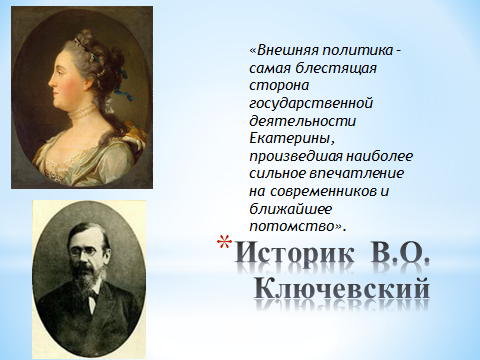 «Внешняя политика –
самая блестящая
сторона
государственной
деятельности
Екатерины,
произведшая наиболее
сильное впечатление
на современников и
ближайшее
потомство».
*Историк В.О.
Ключевский